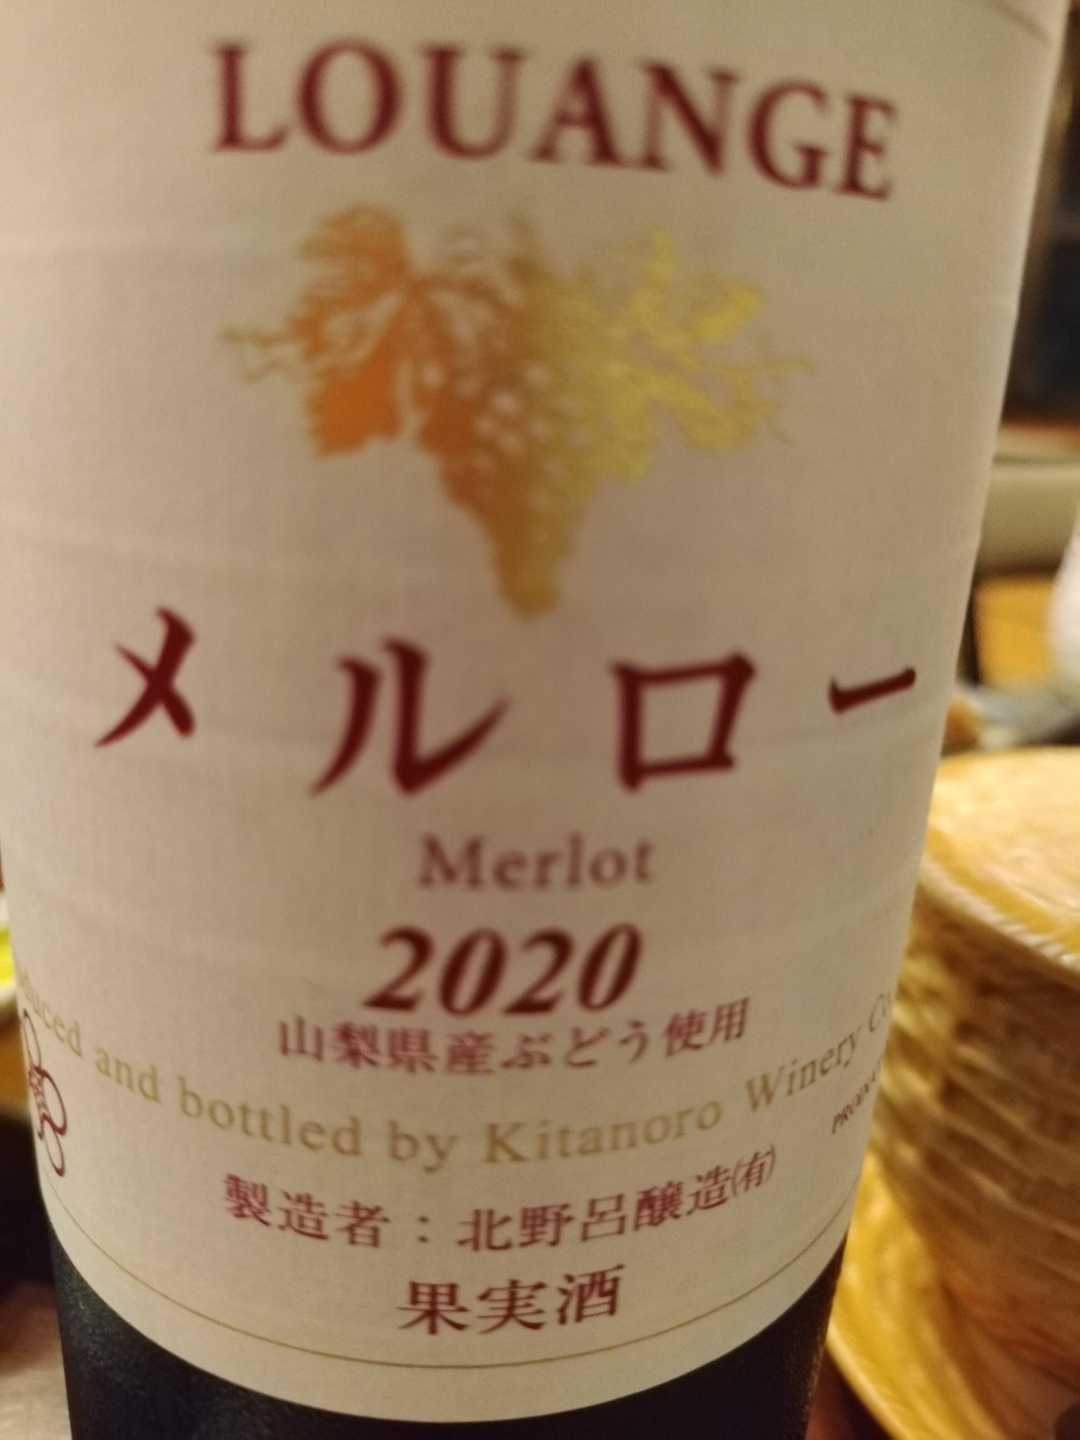 LOUANGE
メルロー
Merlot
2020
山梨県産ぶどう使用
and bottled by Kitanoro Winery Co
製造者：北野呂醸造㈲
果実酒